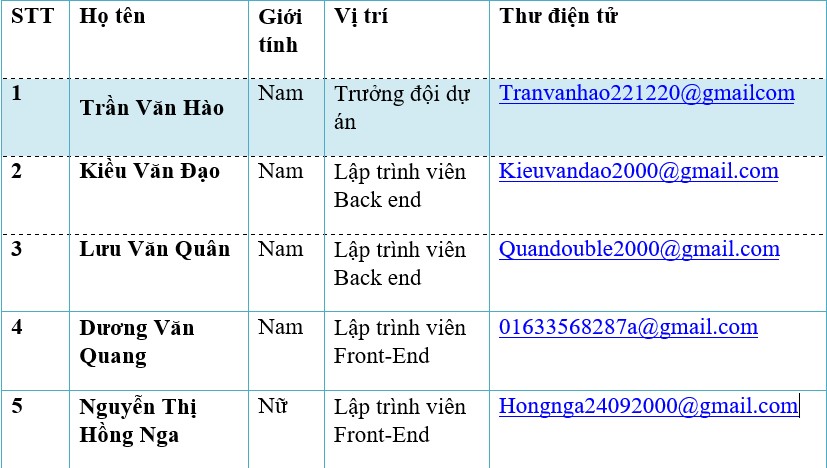 STT Họ tên Giới tính Vị trí Thư điện tử
1 Trần Văn Hào Nam Trưởng đội dự án Tranvanhao221220@gmailcom
2 Kiều Văn Đạo Nam Lập trình viên Back end Kieuvandao2000@gmail.com
3 Lưu Văn Quân Nam Lập trình viên Back end Quandouble2000@gmail.com
4 Dương Văn Quang Nam Lập trình viên Front-End 01633568287a@gmail.com
5 Nguyễn Thị Hồng Nga Nữ Lập trình viên Front-End Hongnga24092000@gmail.com